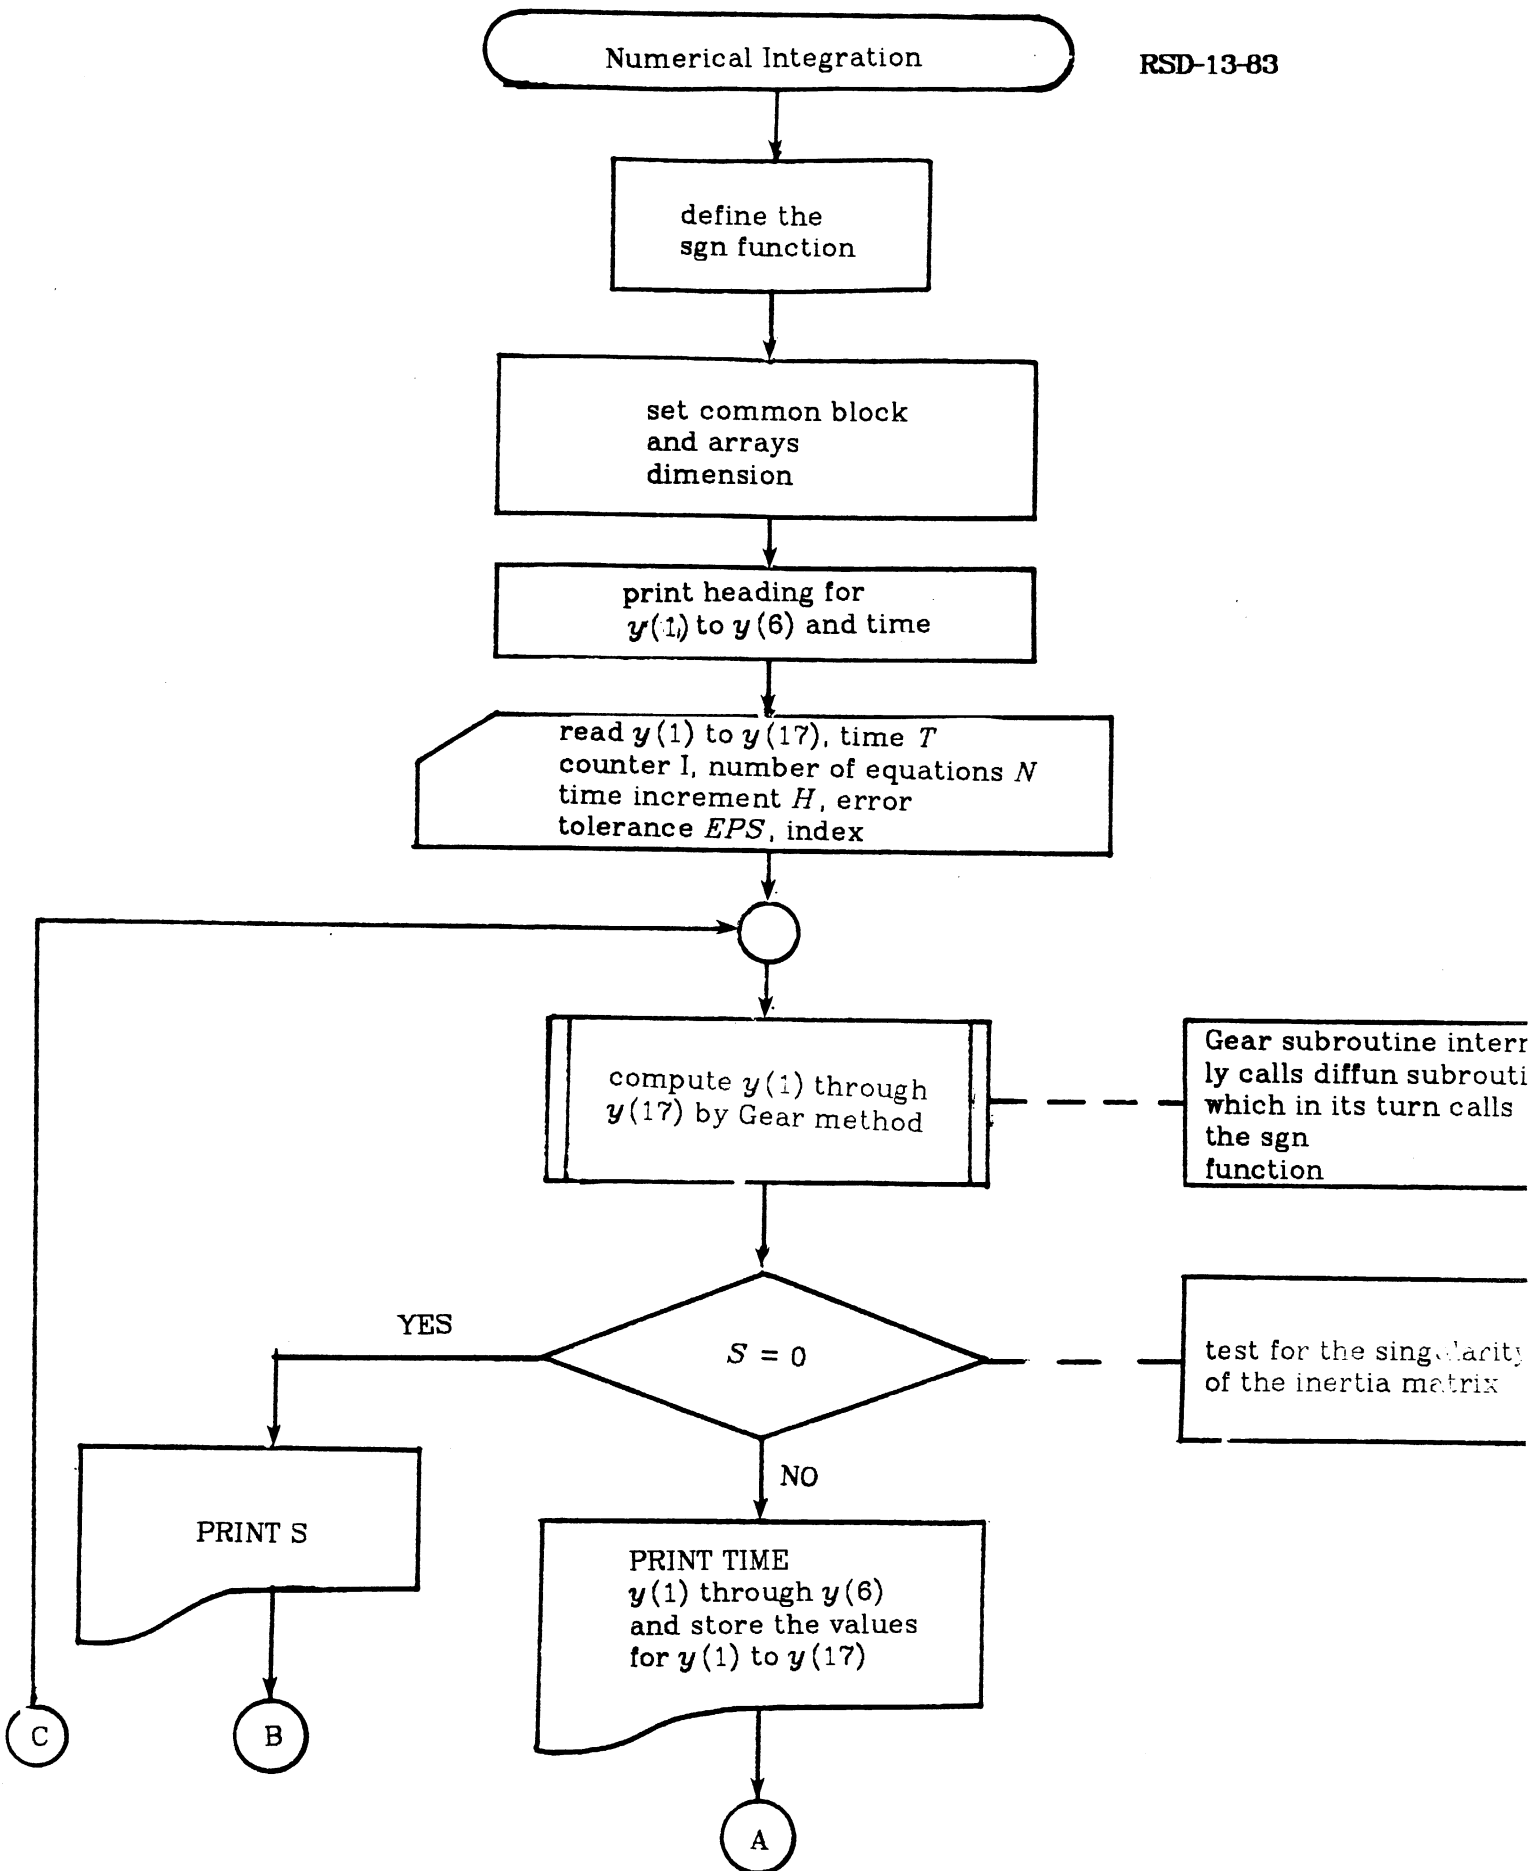 Numerical Integration
RSD-13-83
define the
sgn function
set common block
and arrays
dimension
print heading for
y(1) to y(6) and time
read y(1) to y(17), time T
counter I, number of equations N
time increment H, error
tolerance EPS, index
compute y(1) through
y(17) by Gear method
Gear subroutine
ly calls diffun
which in its turn calls
the sgn
function
YES
S = 0
test for the singularity
of the inertia matrix
NO
PRINT S
PRINT TIME
y(1) through y(6)
and store the values
for y(1) to y(17)
C
B
A